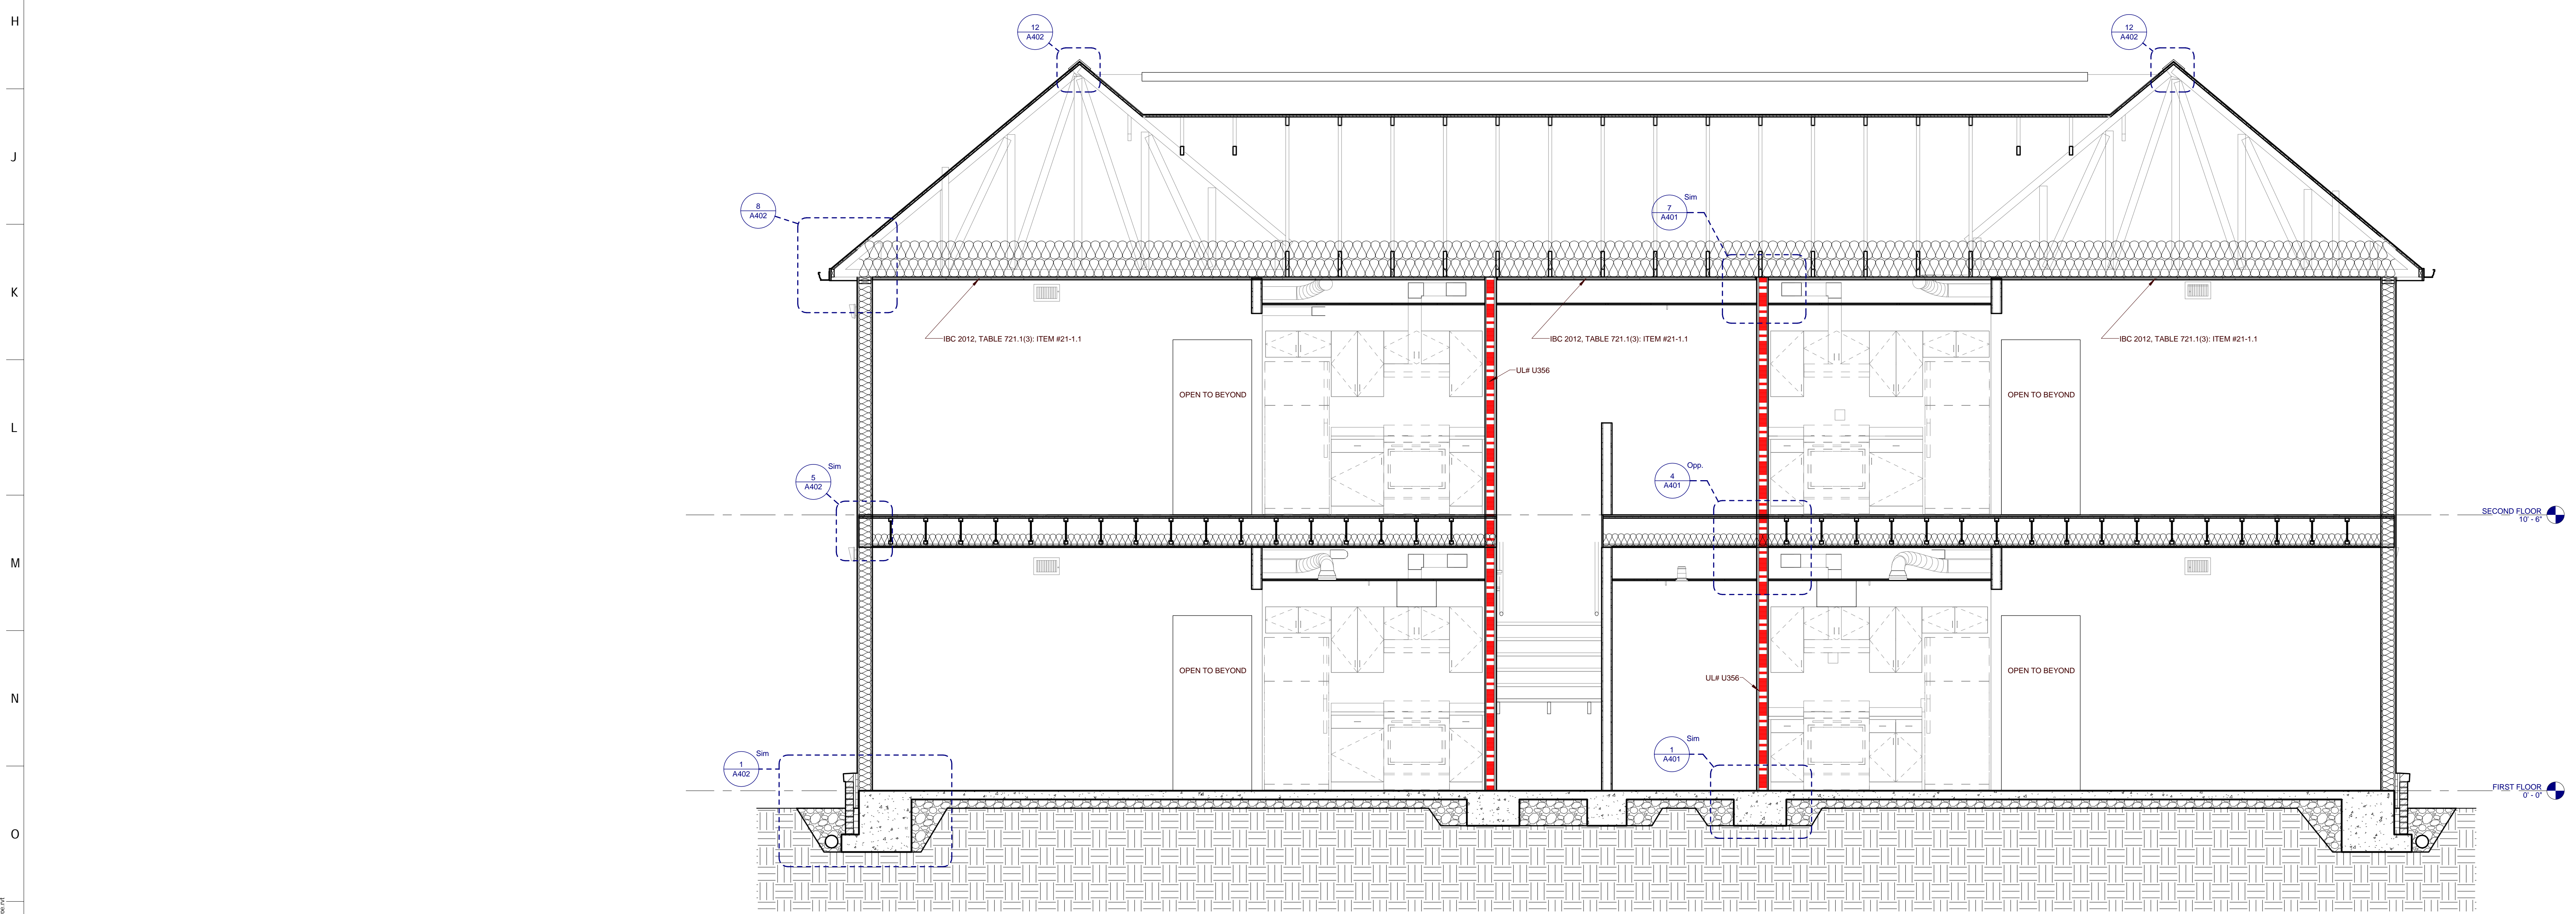 H
12
A402
12
A402
J
8
A402
Sim
7
A401
K
IBC 2012, TABLE 721.1(3): ITEM #21-1.1
IBC 2012, TABLE 721.1(3): ITEM #21-1.1
IBC 2012, TABLE 721.1(3): ITEM #21-1.1
UL# U356
OPEN TO BEYOND
OPEN TO BEYOND
L
Sim
5
A402
Opp.
4
A401
SECOND FLOOR
10' - 6"
M
OPEN TO BEYOND
OPEN TO BEYOND
UL# U356
N
Sim
1
A402
Sim
1
A401
FIRST FLOOR
0' - 0"
O